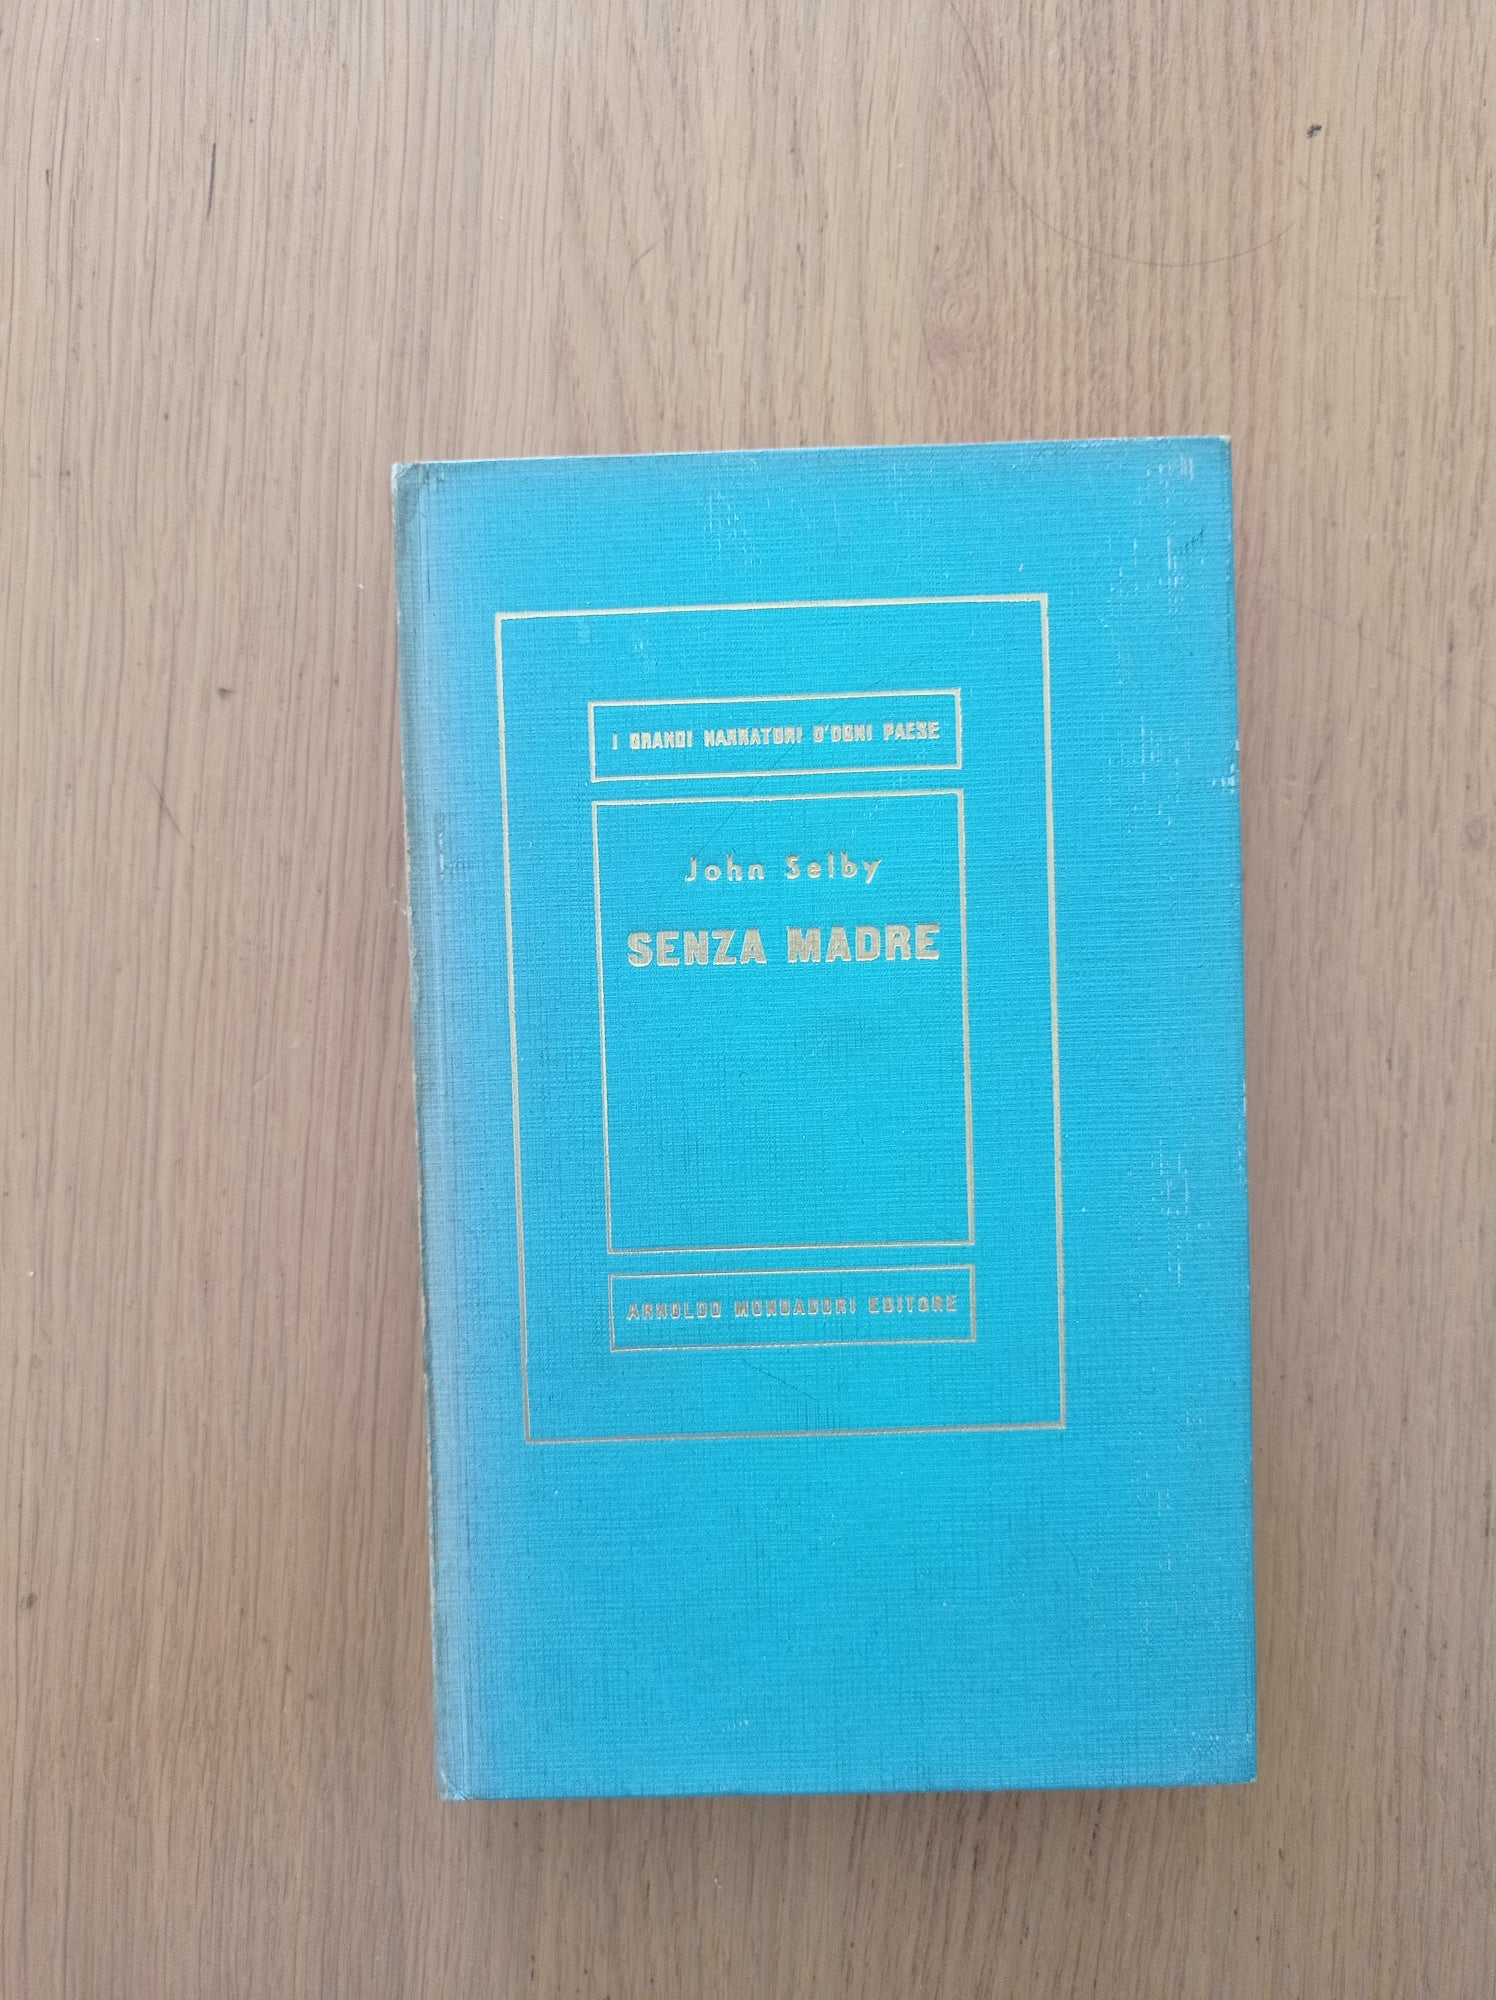 I GRANDI NARRATORI D'OGNI PAESE
John Selby
SENZA MADRE
ARNOLDO MONDADORI EDITORE